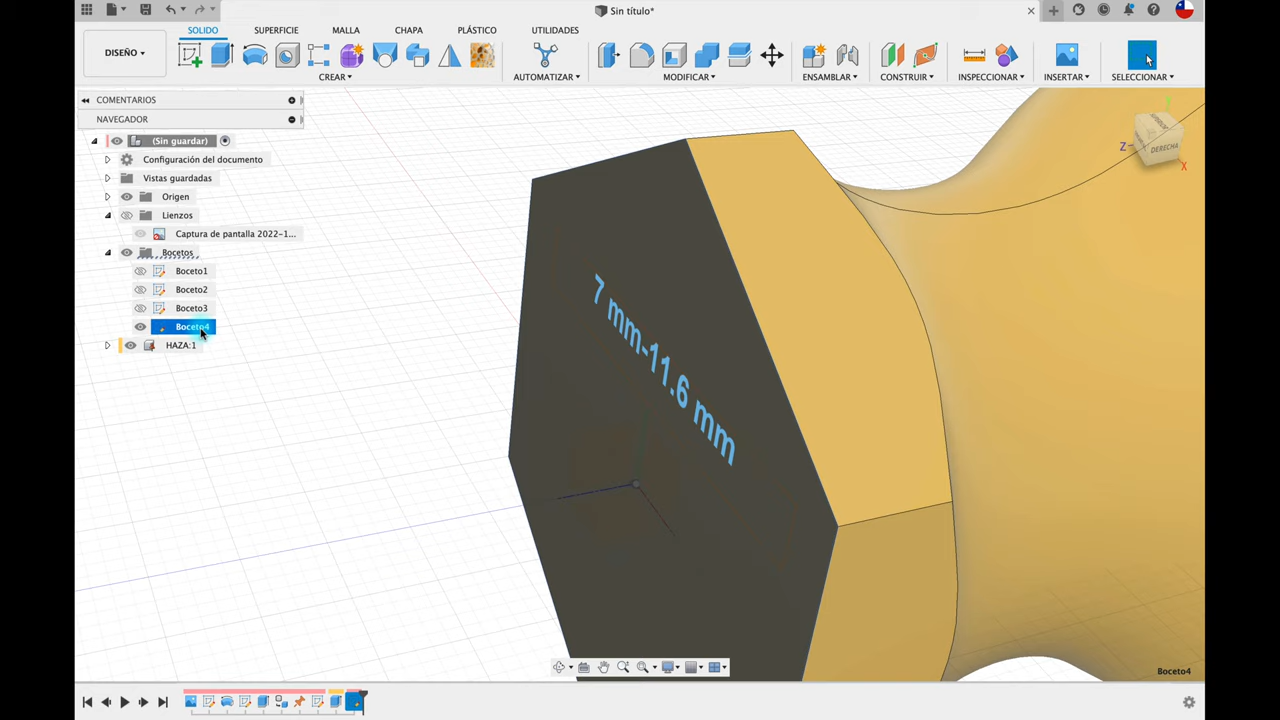 Sin título*
DISEÑO
SOLIDO
SUPERFICIE
MALLA
CHAPA
PLÁSTICO
UTILIDADES
CREAR
AUTOMATIZAR
MODIFICAR
ENSAMBLAR
CONSTRUIR
INSPECCIONAR
INSERTAR
SELECCIONAR
COMENTARIOS
NAVEGADOR
(Sin guardar)
Configuración del documento
Vistas guardadas
Origen
Lienzos
Captura de pantalla 2022-1...
Bocetos
Boceto1
Boceto2
Boceto3
Boceto4
HAZA:1
7 mm-11.6 mm
Z
DERECHA
X
Boceto4